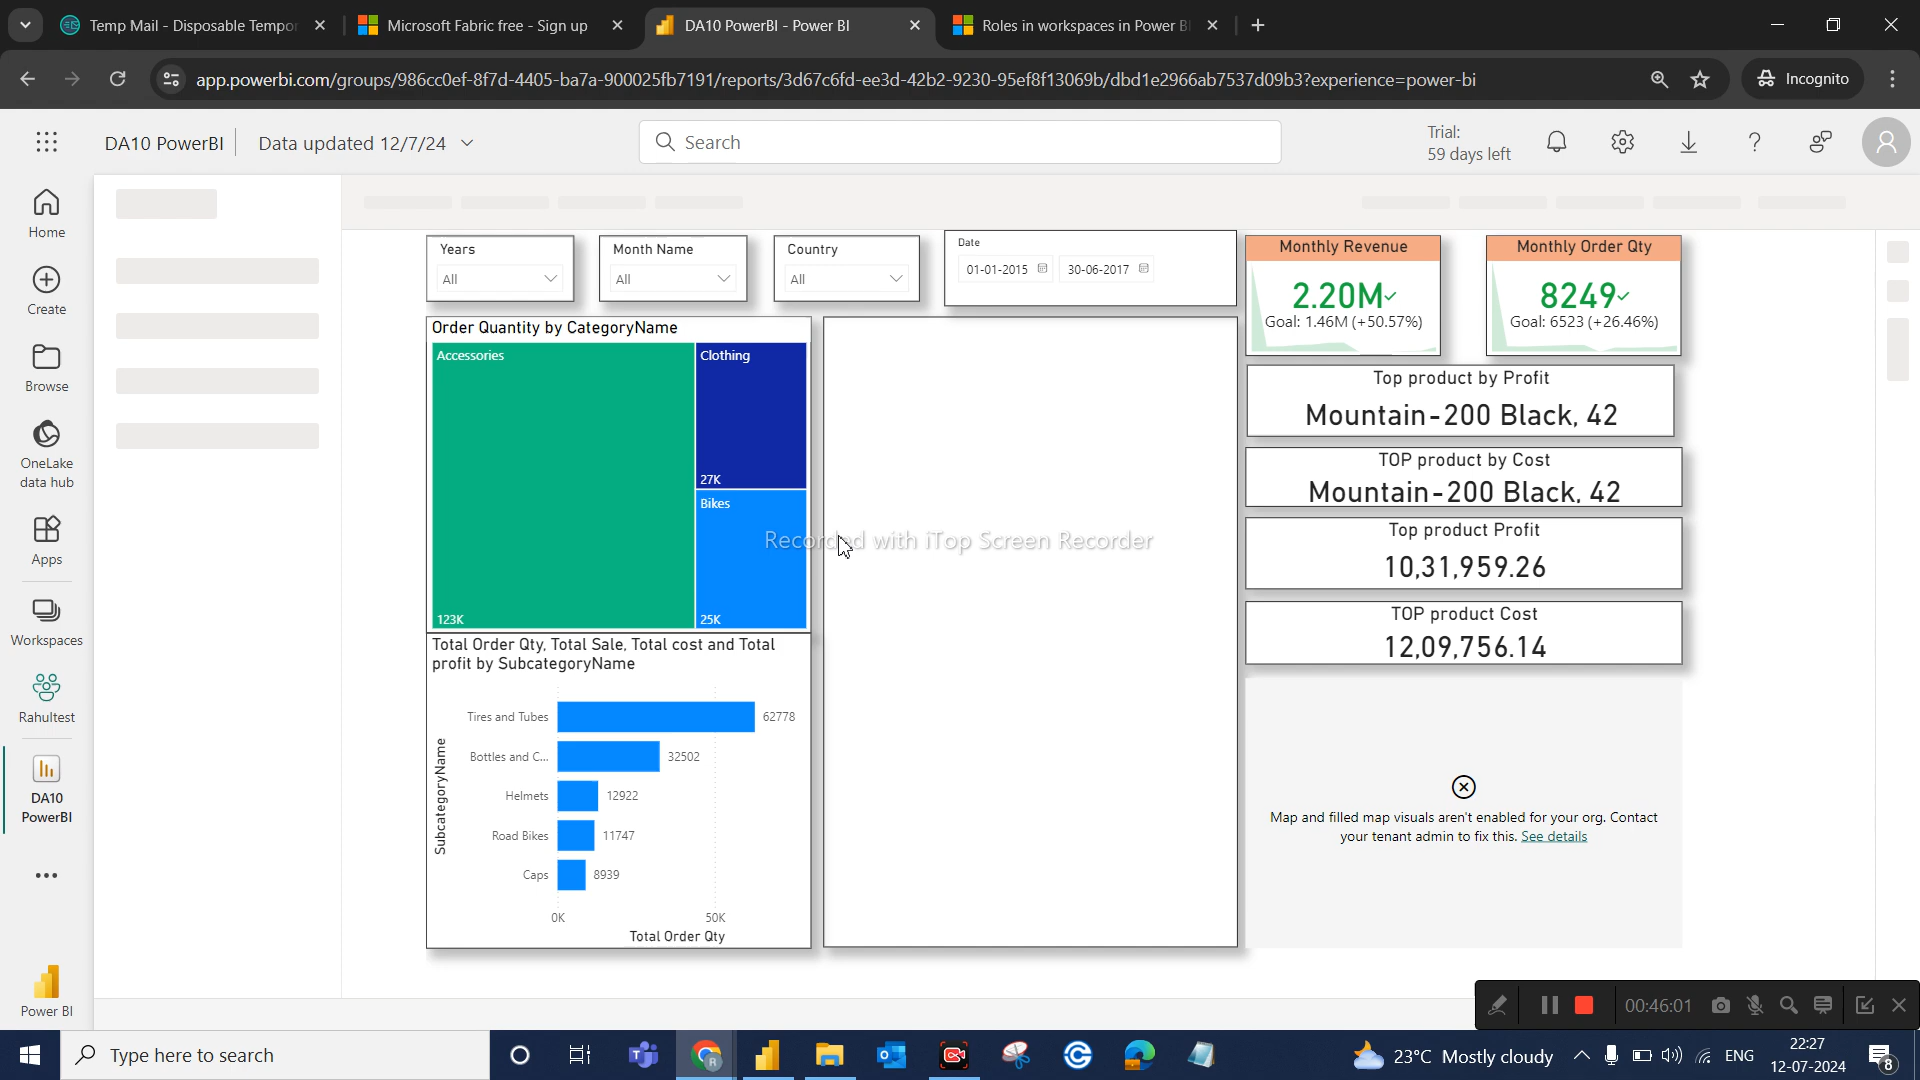 Temp Mail - Disposable Tempor
Microsoft Fabric free - Sign up
DA10 PowerBI - Power BI
Roles in workspaces in Power BI
app.powerbi.com/groups/986cc0ef-8f7d-4405-ba7a-900025fb7191/reports/3d67c6fd-ee3d-42b2-9230-95ef8f13069b/dbd1e2966ab7537d09b3?experience=power-bi
Incognito
DA10 PowerBI
Data updated 12/7/24
Search
Trial:
59 days left
Home
Create
Browse
OneLake
data hub
Apps
Workspaces
Rahultest
DA10
PowerBI
Power BI
Years
All
Month Name
All
Country
All
Date
01-01-2015
30-06-2017
Monthly Revenue
2.20M
Goal: 1.46M (+50.57%)
Monthly Order Qty
8249
Goal: 6523 (+26.46%)
Order Quantity by CategoryName
Accessories
123K
Clothing
27K
Bikes
25K
Top product by Profit
Mountain-200 Black, 42
TOP product by Cost
Mountain-200 Black, 42
Top product Profit
10,31,959.26
TOP product Cost
12,09,756.14
Recorded with iTop Screen Recorder
Total Order Qty, Total Sale, Total cost and Total
profit by SubcategoryName
SubcategoryName
Tires and Tubes
62778
Bottles and C...
32502
Helmets
12922
Road Bikes
11747
Caps
8939
0K
50K
Total Order Qty
Map and filled map visuals aren't enabled for your org. Contact
your tenant admin to fix this. See details
00:46:01
Type here to search
23°C Mostly cloudy
ENG
22:27
12-07-2024
8